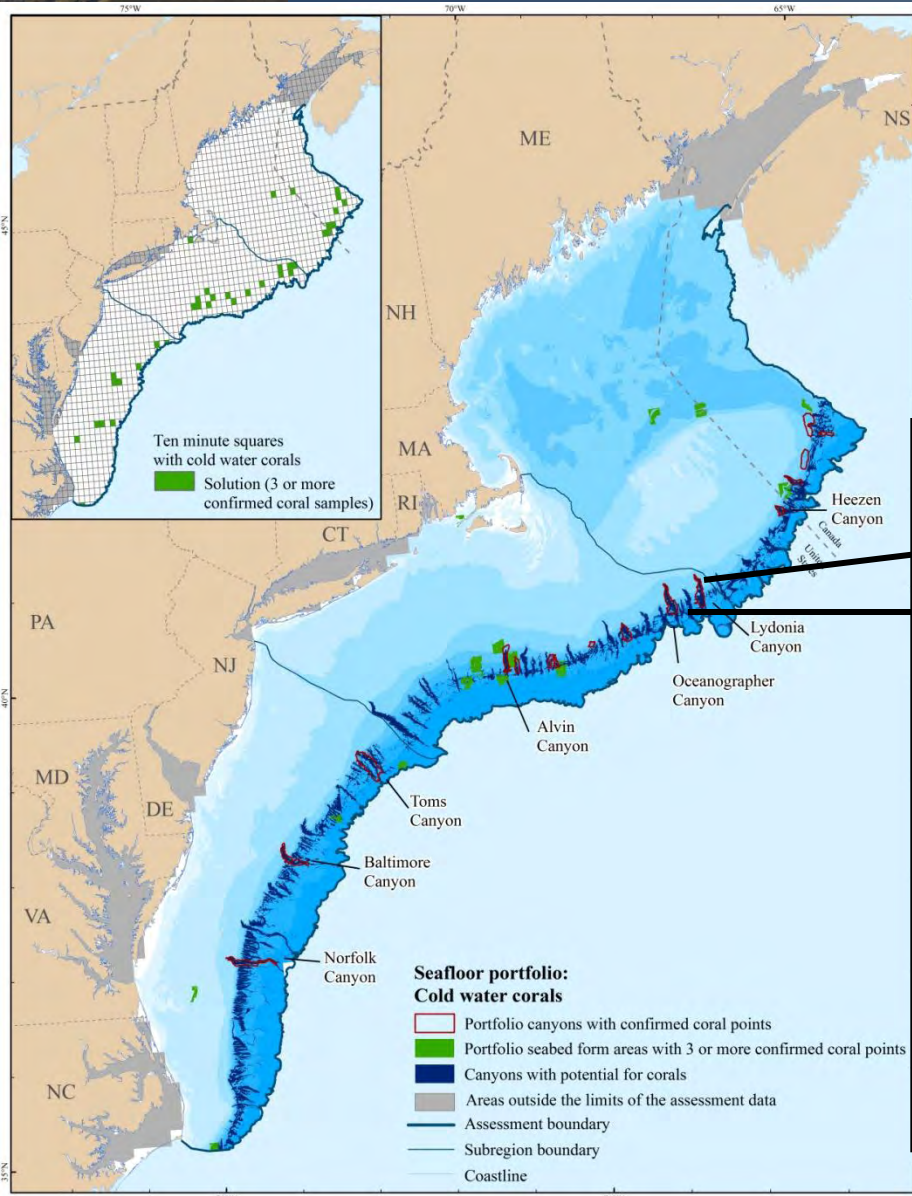 75°W
70°W
65°W
45°N
40°N
35°N
Ten minute squares
with cold water corals
Solution (3 or more
confirmed coral samples)
ME
NS
NH
MA
RI
CT
PA
NJ
MD
DE
VA
NC
Heezen
Canyon
Canada
United
States
Lydonia
Canyon
Oceanographer
Canyon
Alvin
Canyon
Toms
Canyon
Baltimore
Canyon
Norfolk
Canyon
Seafloor portfolio:
Cold water corals
Portfolio canyons with confirmed coral points
Portfolio seabed form areas with 3 or more confirmed coral points
Canyons with potential for corals
Areas outside the limits of the assessment data
Assessment boundary
Subregion boundary
Coastline